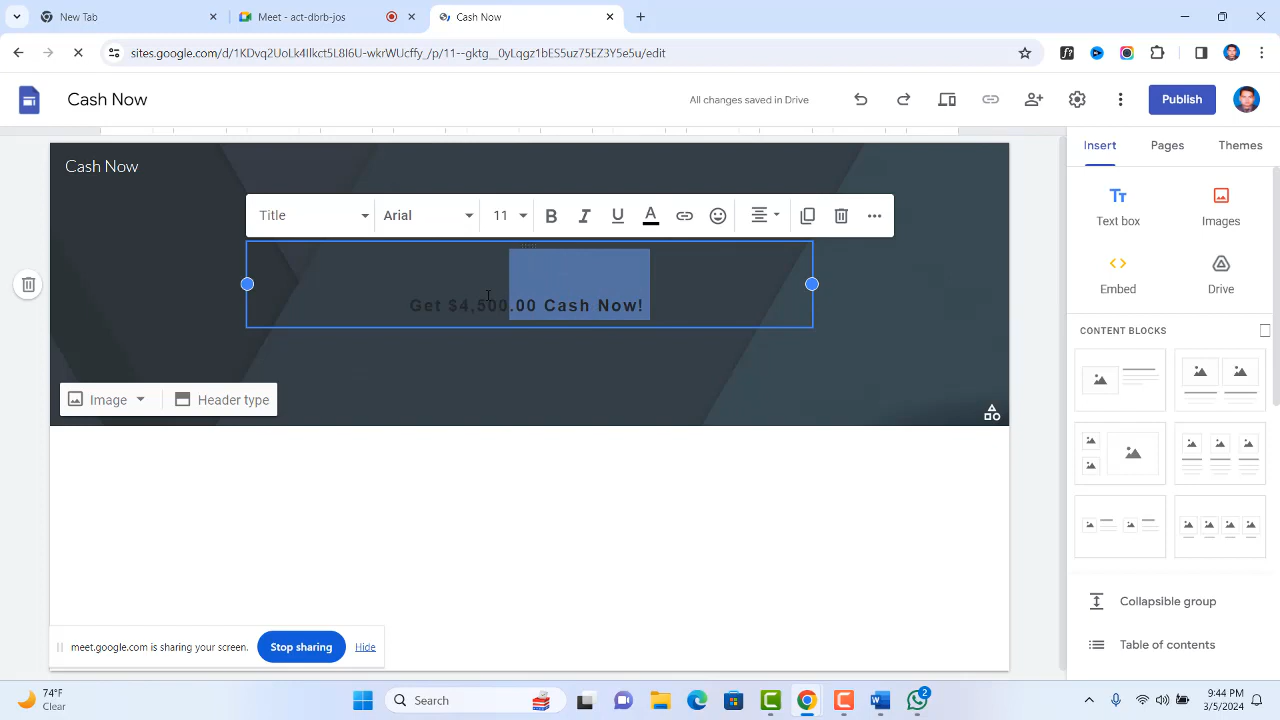 New Tab
Meet - act-dbrb-jos
Cash Now
sites.google.com/d/1KDvq2UoLk4Ilkct5L8I6U-wkrWUcffy_/p/11--gktg__0yLqgz1bES5uz75EZ3Y5e5u/edit
Cash Now
All changes saved in Drive
Publish
Insert
Pages
Themes
Cash Now
Title
Arial
11
B
I
U
A
Tt
Text box
Images
Embed
Drive
Get $4,500.00 Cash Now!
CONTENT BLOCKS
Image
Header type
Collapsible group
Table of contents
meet.google.com is sharing your screen.
Stop sharing
Hide
74°F
Clear
Search
2
9:44 PM
3/5/2024